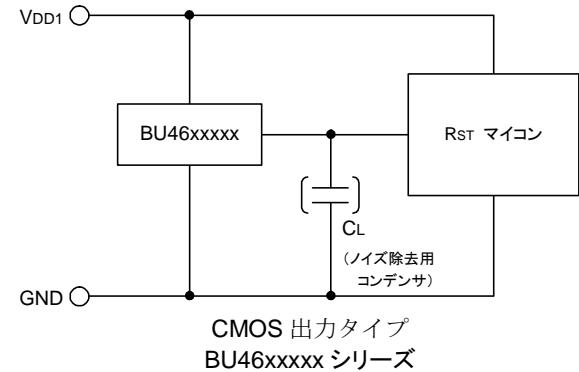 VDD1
BU46xxxxx
RST マイコン
CL
（ノイズ除去用
コンデンサ）
GND
CMOS 出力タイプ
BU46xxxxx シリーズ